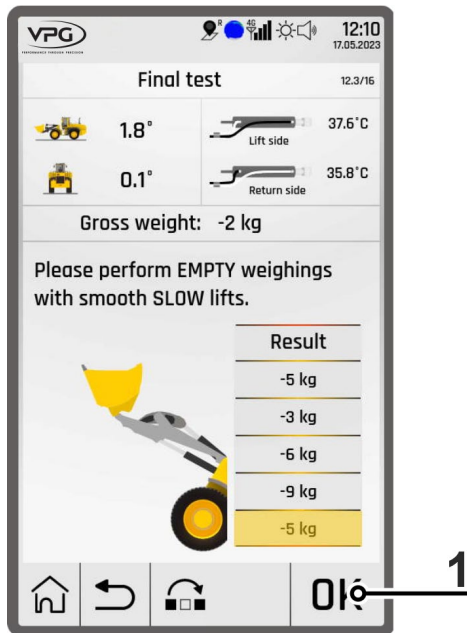 VPG
R
4G
12:10
17.05.2023
Final test
12.3/16
1.8°
Lift side
37.6°C
0.1°
Return side
35.8°C
Gross weight: -2 kg
Please perform EMPTY weighings
with smooth SLOW lifts.
Result
-5 kg
-3 kg
-6 kg
-9 kg
-5 kg
OK
1